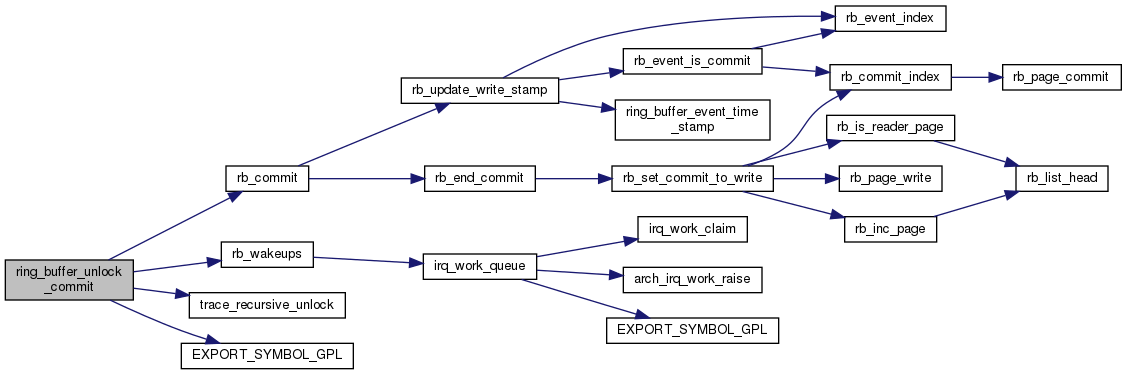 rb_event_index
rb_event_is_commit
rb_commit_index
rb_page_commit
rb_update_write_stamp
ring_buffer_event_time
_stamp
rb_is_reader_page
rb_commit
rb_end_commit
rb_set_commit_to_write
rb_page_write
rb_list_head
rb_inc_page
irq_work_claim
rb_wakeups
irq_work_queue
ring_buffer_unlock
_commit
arch_irq_work_raise
trace_recursive_unlock
EXPORT_SYMBOL_GPL
EXPORT_SYMBOL_GPL